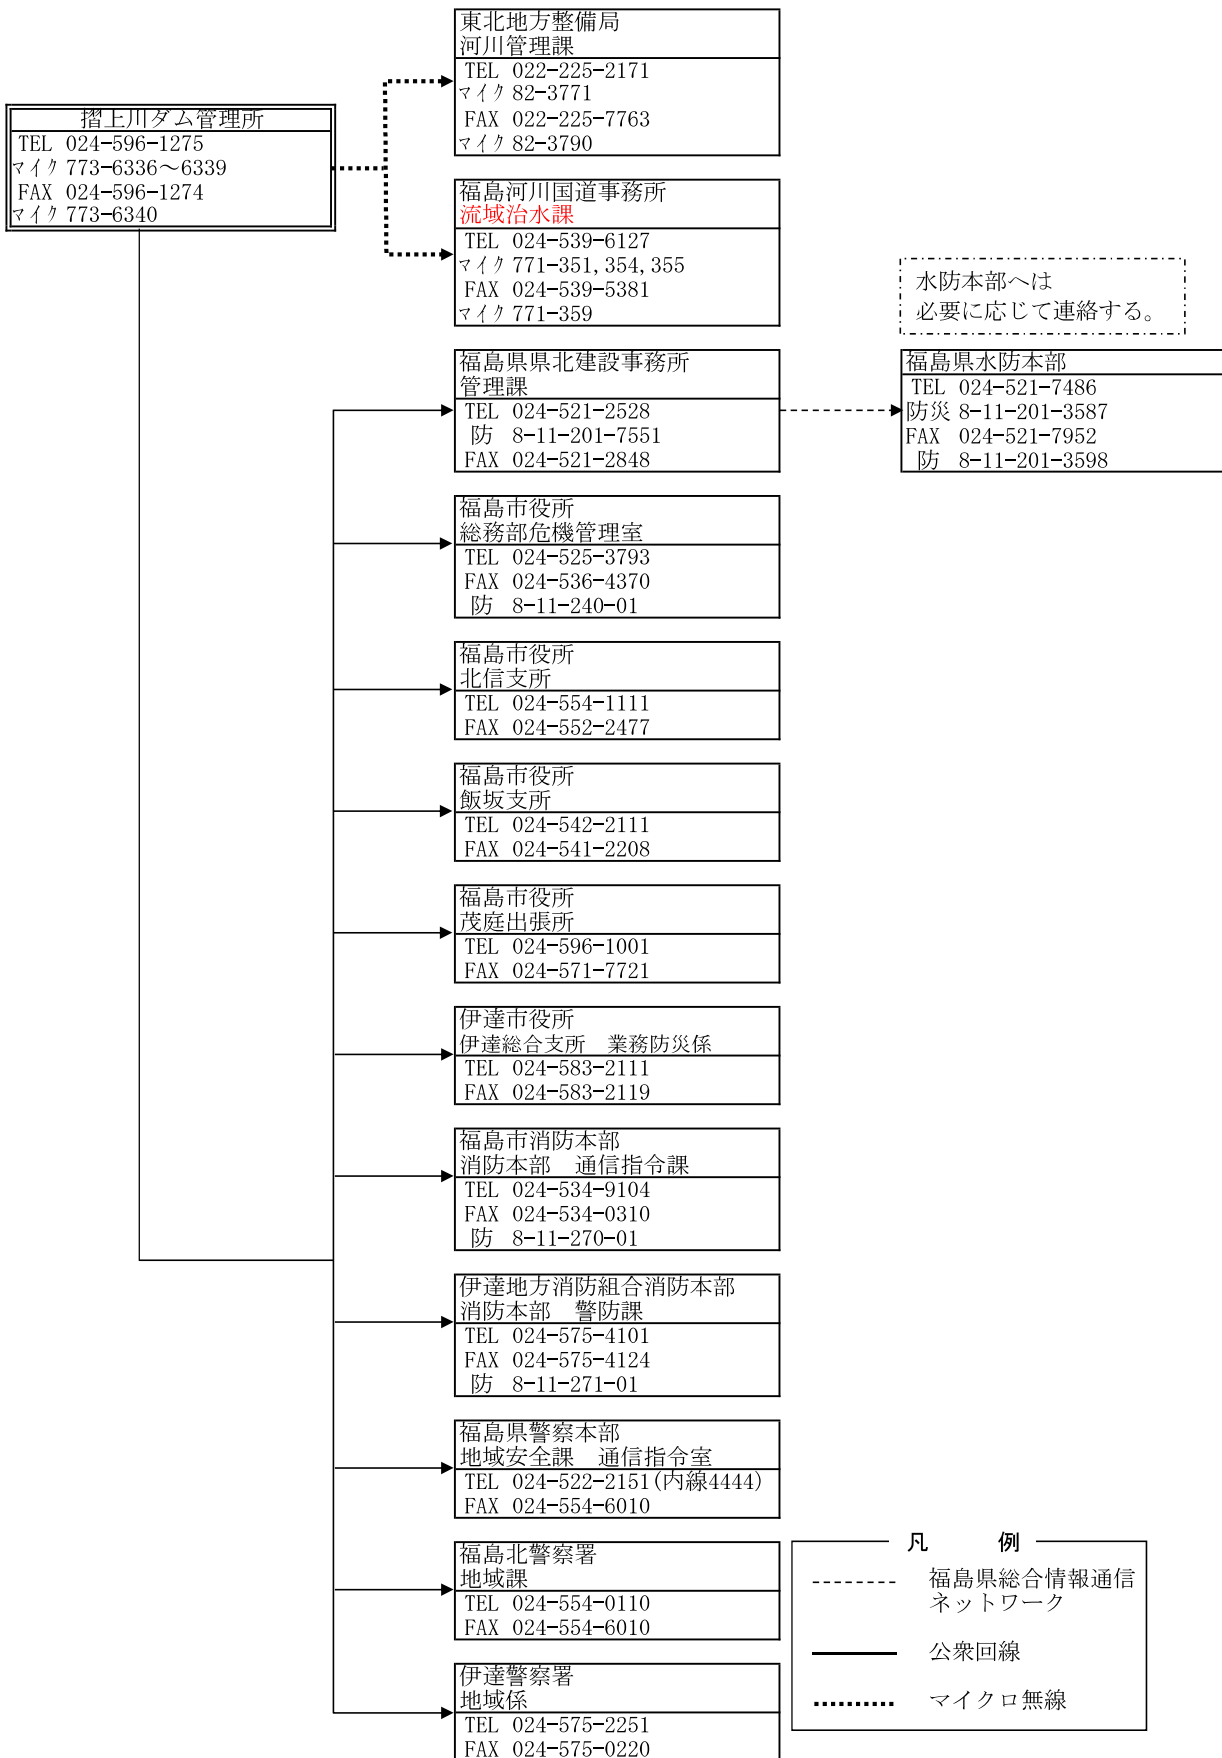 東北地方整備局
河川管理課
TEL 022-225-2171
マイク 82-3771
FAX 022-225-7763
マイク 82-3790
摺上川ダム管理所
TEL 024-596-1275
マイク 773-6336～6339
FAX 024-596-1274
マイク 773-6340
福島河川国道事務所
流域治水課
TEL 024-539-6127
マイク 771-351,354,355
FAX 024-539-5381
マイク 771-359
水防本部へは
必要に応じて連絡する。
福島県県北建設事務所
管理課
TEL 024-521-2528
防 8-11-201-7551
FAX 024-521-2848
福島県水防本部
TEL 024-521-7486
防災 8-11-201-3587
FAX 024-521-7952
防 8-11-201-3598
福島市役所
総務部危機管理室
TEL 024-525-3793
FAX 024-536-4370
防 8-11-240-01
福島市役所
北信支所
TEL 024-554-1111
FAX 024-552-2477
福島市役所
飯坂支所
TEL 024-542-2111
FAX 024-541-2208
福島市役所
茂庭出張所
TEL 024-596-1001
FAX 024-571-7721
伊達市役所
伊達総合支所　業務防災係
TEL 024-583-2111
FAX 024-583-2119
福島市消防本部
消防本部　通信指令課
TEL 024-534-9104
FAX 024-534-0310
防 8-11-270-01
伊達地方消防組合消防本部
消防本部　警防課
TEL 024-575-4101
FAX 024-575-4124
防 8-11-271-01
福島県警察本部
地域安全課　通信指令室
TEL 024-522-2151(内線4444)
FAX 024-554-6010
福島北警察署
地域課
TEL 024-554-0110
FAX 024-554-6010
伊達警察署
地域係
TEL 024-575-2251
FAX 024-575-0220
凡　例
福島県総合情報通信
ネットワーク
公衆回線
マイクロ無線